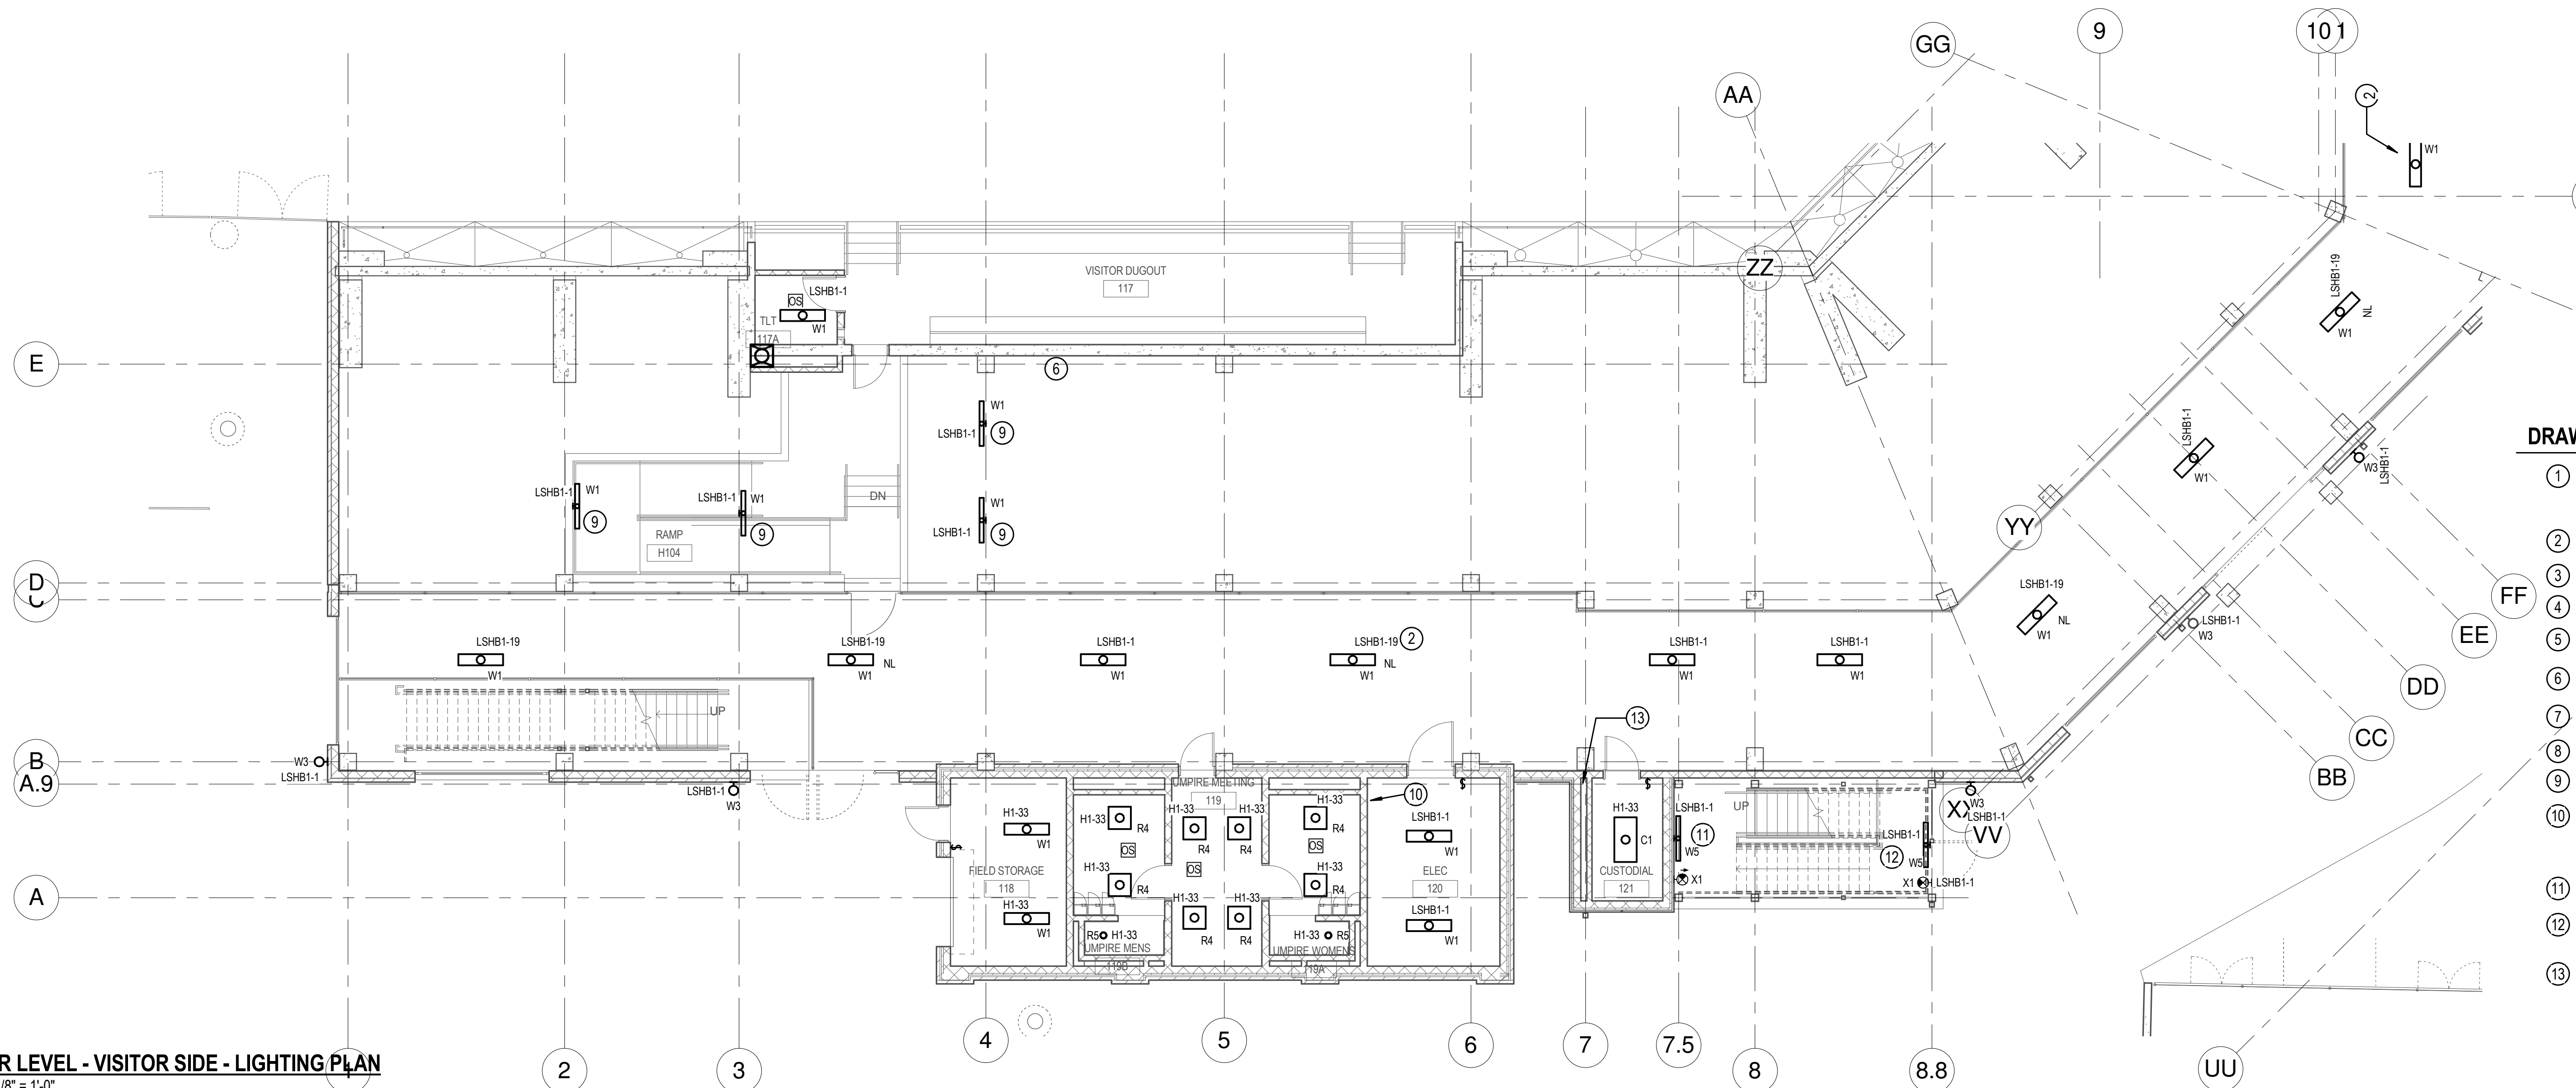 GG
9
10
1
AA
2
W1
VISITOR DUGOUT
117
ZZ
LSHB1-1
OS
TLT
W1
117A
LSHB1-19
NL
W1
E
6
W1
LSHB1-1
9
LSHB1-1
W1
W3
LSHB1-1
DRAW
1
2
3
4
5
6
7
8
9
10
11
12
13
LSHB1-1
W1
9
LSHB1-1
W1
9
DN
W1
LSHB1-1
9
RAMP
H104
YY
D
C
LSHB1-19
NL
W1
LSHB1-1
W3
FF
EE
DD
CC
BB
LSHB1-19
W1
LSHB1-19
NL
W1
LSHB1-1
W1
LSHB1-19
2
NL
W1
LSHB1-1
W1
LSHB1-1
W1
UP
13
B
A.9
W3
LSHB1-1
LSHB1-1
W3
UMPIRE MEETING
119
$
$
$
10
H1-33
W1
FIELD STORAGE
118
H1-33
W1
H1-33
R4
OS
H1-33
R4
R5
H1-33
UMPIRE MENS
119B
H1-33
R4
H1-33
R4
OS
H1-33
R4
H1-33
R4
H1-33
R4
OS
H1-33
R4
H1-33
R5
UMPIRE WOMENS
19A
LSHB1-1
W1
ELEC
120
LSHB1-1
W1
H1-33
C1
CUSTODIAL
121
LSHB1-1
11
W5
X1
UP
LSHB1-1
12
W5
X1
LSHB1-1
W3
XX
LSHB1-1
VV
A
4
5
6
7
7.5
8
8.8
UU
1
2
3
R LEVEL - VISITOR SIDE - LIGHTING PLAN
/8" = 1'-0"